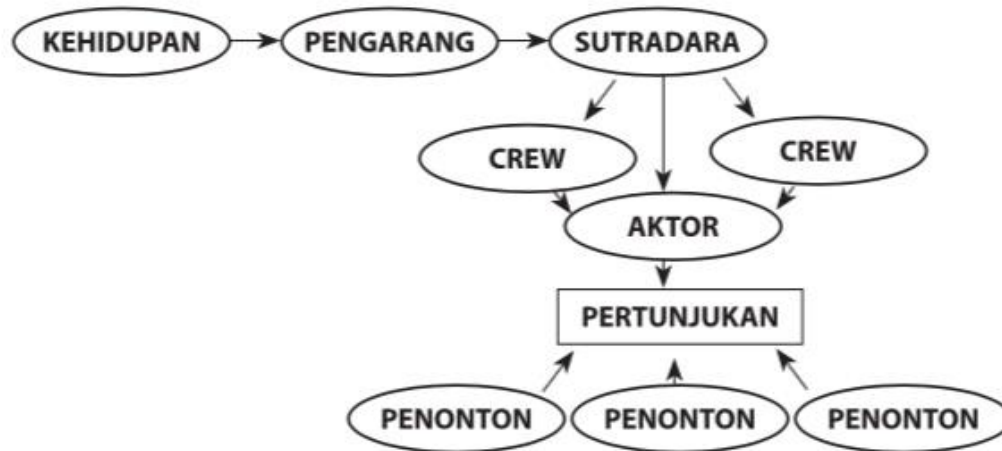 KEHIDUPAN
PENGARANG
SUTRADARA
CREW
CREW
AKTOR
PERTUNJUKAN
PENONTON
PENONTON
PENONTON